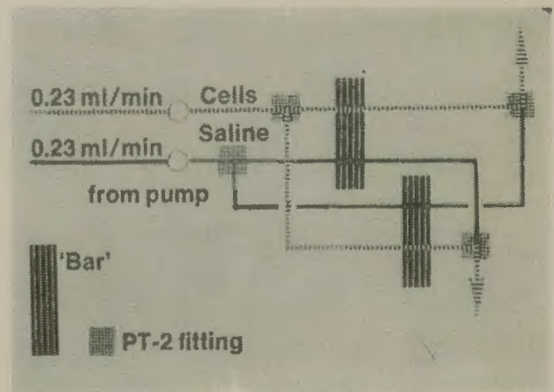 0.23 ml/min Cells
0.23 ml/min Saline
from pump
'Bar'
PT-2 fitting